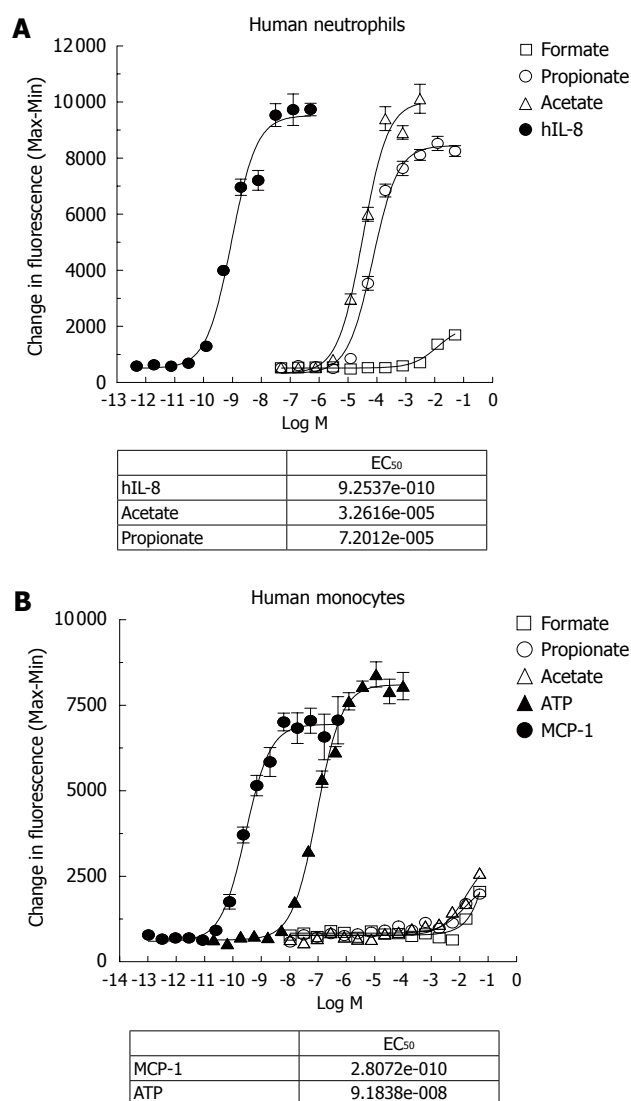 A
Human neutrophils
Change in fluorescence (Max-Min)
12000
10000
8000
6000
4000
2000
0
-13 -12 -11 -10 -9 -8 -7 -6 -5 -4 -3 -2 -1 0
Log M
Formate
Propionate
Acetate
hIL-8
EC50
hIL-8 9.2537e-010
Acetate 3.2616e-005
Propionate 7.2012e-005
B
Human monocytes
Change in fluorescence (Max-Min)
10000
7500
5000
2500
0
-14 -13 -12 -11 -10 -9 -8 -7 -6 -5 -4 -3 -2 -1 0
Log M
Formate
Propionate
Acetate
ATP
MCP-1
EC50
MCP-1 2.8072e-010
ATP 9.1838e-008